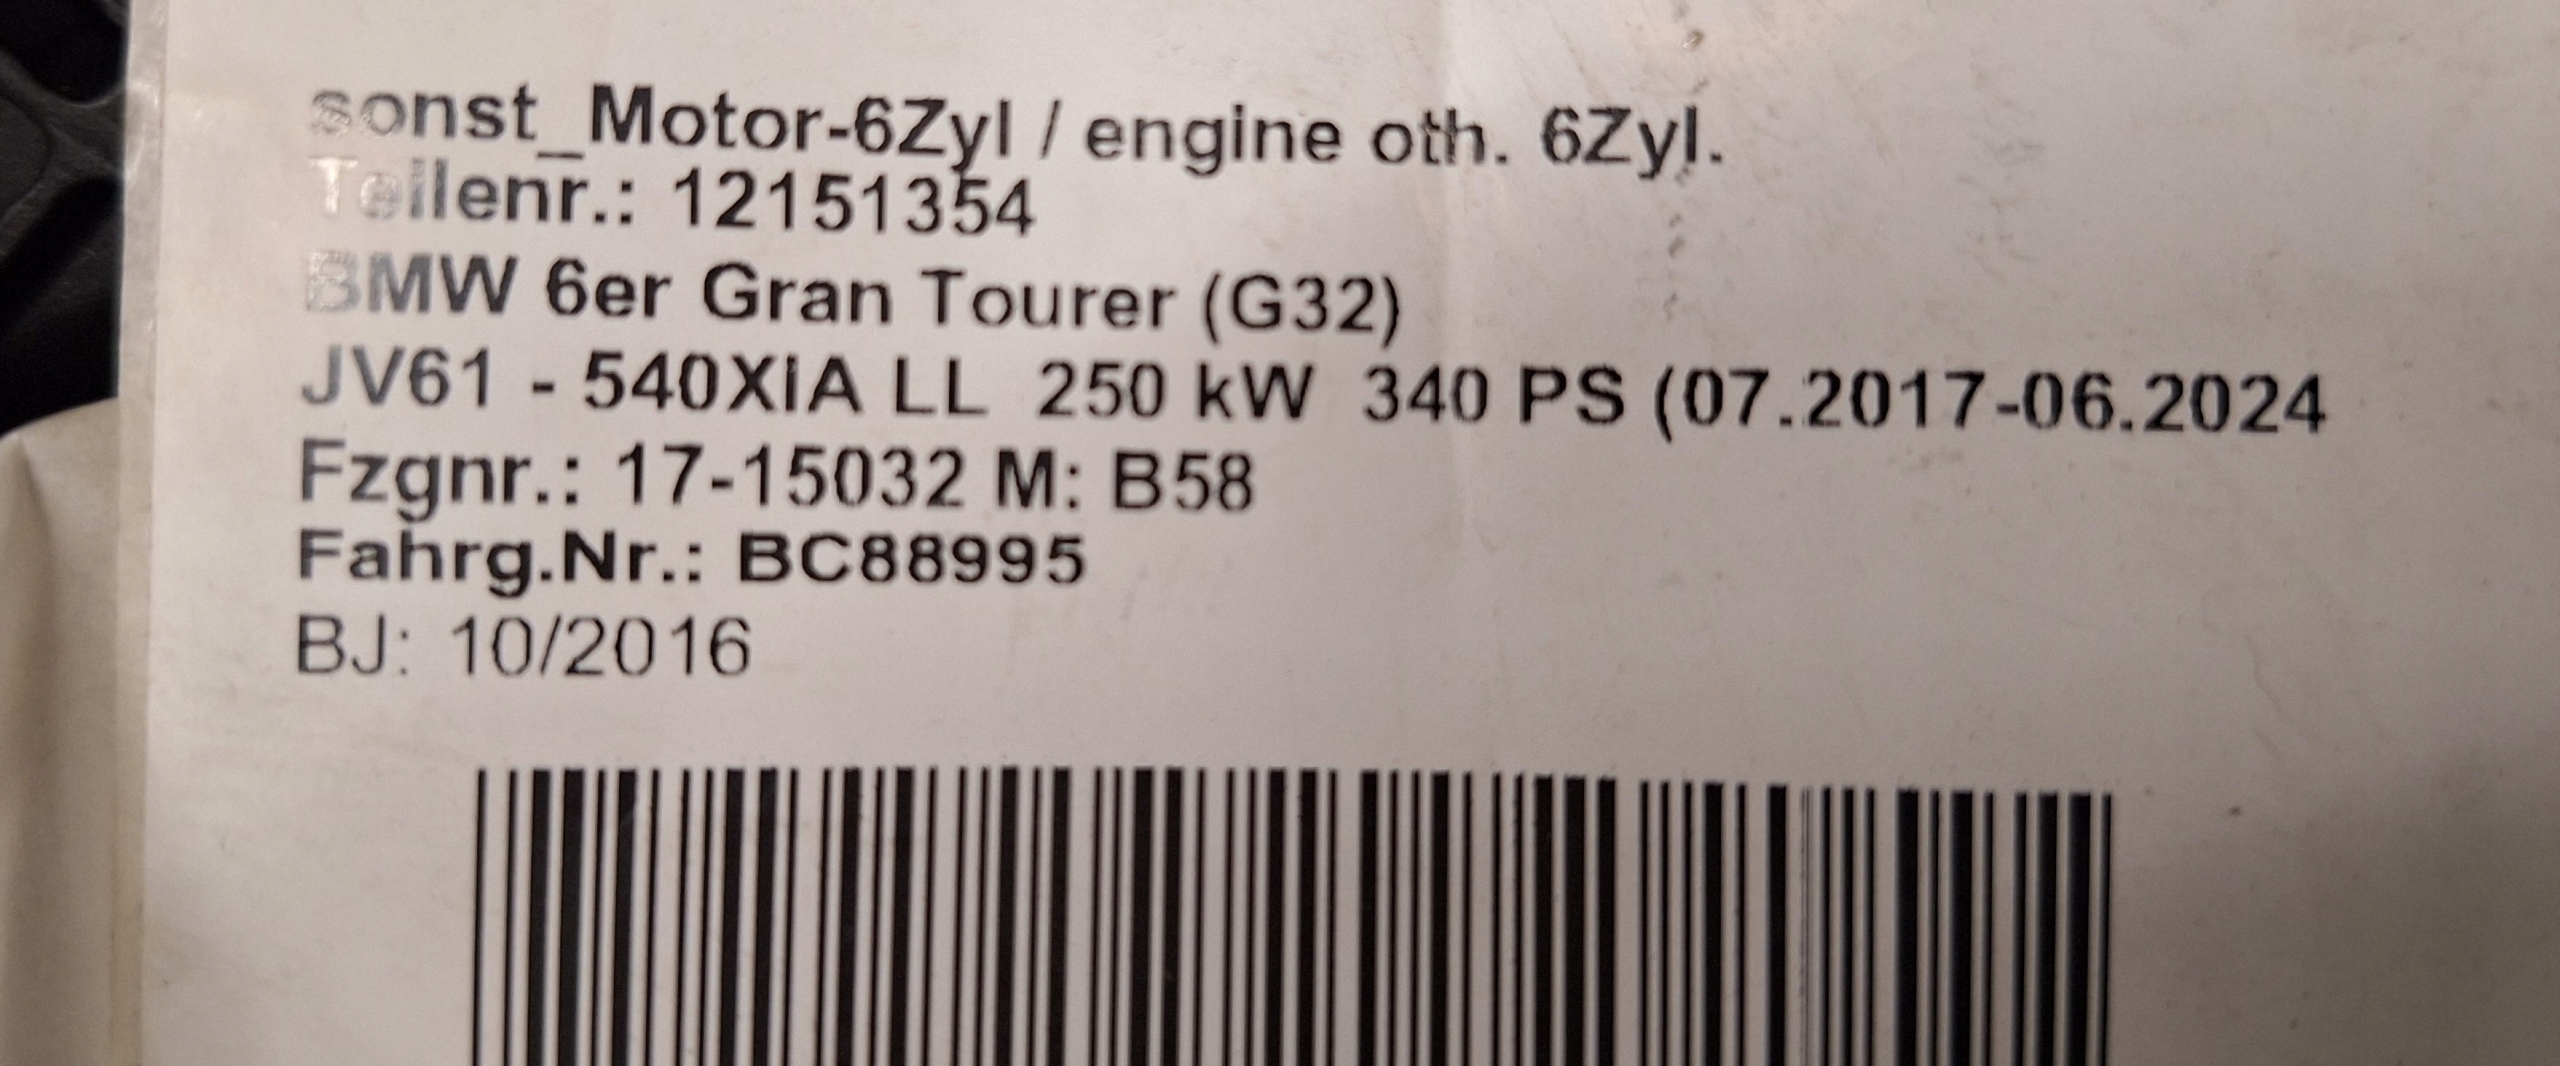 sonst_Motor-6Zyl / engine oth. 6Zyl.
Teilenr.: 12151354
BMW 6er Gran Tourer (G32)
JV61 - 540XiA LL 250 kW 340 PS (07.2017-06.2024
Fzgnr.: 17-15032 M: B58
Fahrg.Nr.: BC88995
BJ: 10/2016